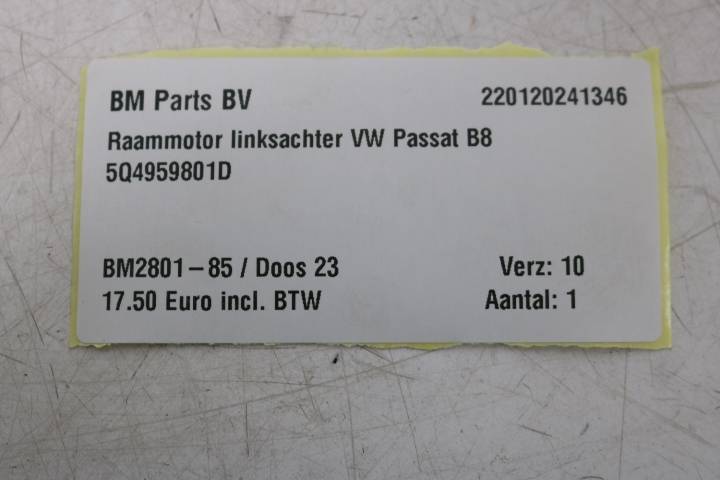 BM Parts BV 220120241346
Raammotor linksachter VW Passat B8
5Q4959801D
BM2801-85 / Doos 23 Verz: 10
17.50 Euro incl. BTW Aantal: 1